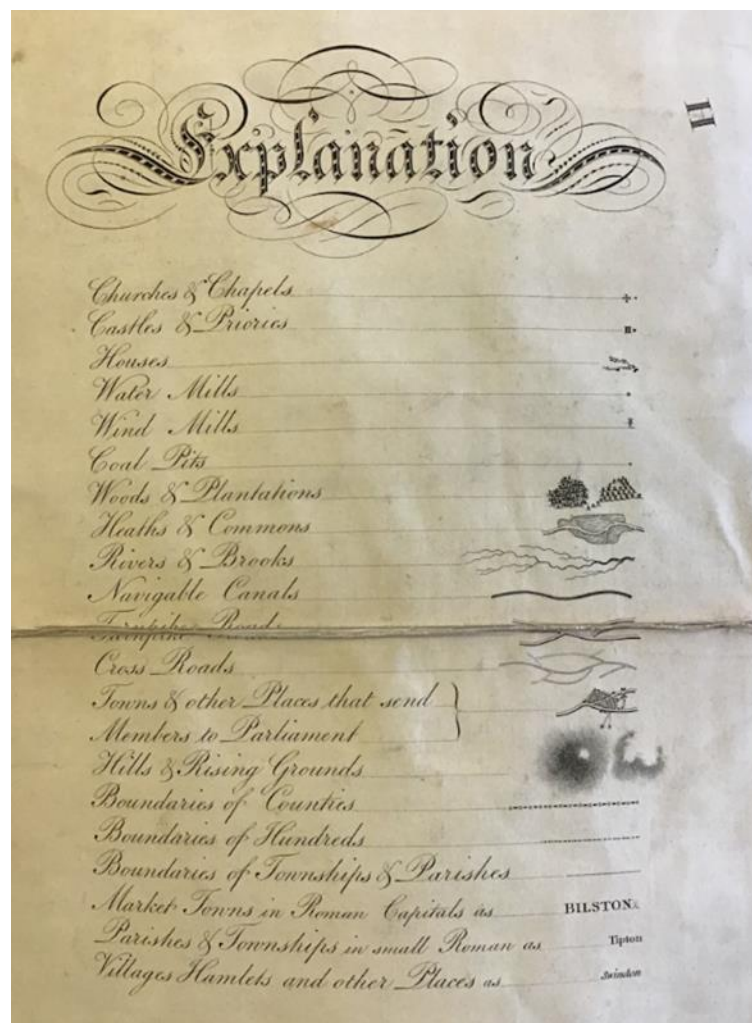 H
Explanation
Churches & Chapels
Castles & Priories
Houses
Water Mills
Wind Mills
Coal Pits
Woods & Plantations
Heaths & Commons
Rivers & Brooks
Navigable Canals
Turnpike Roads
Cross Roads
Towns & other Places that send
Members to Parliament
Hills & Rising Grounds
Boundaries of Counties
Boundaries of Hundreds
Boundaries of Townships & Parishes
Market Towns in Roman Capitals as BILSTON
Parishes & Townships in small Roman as Tipton
Villages Hamlets and other Places as Swindon